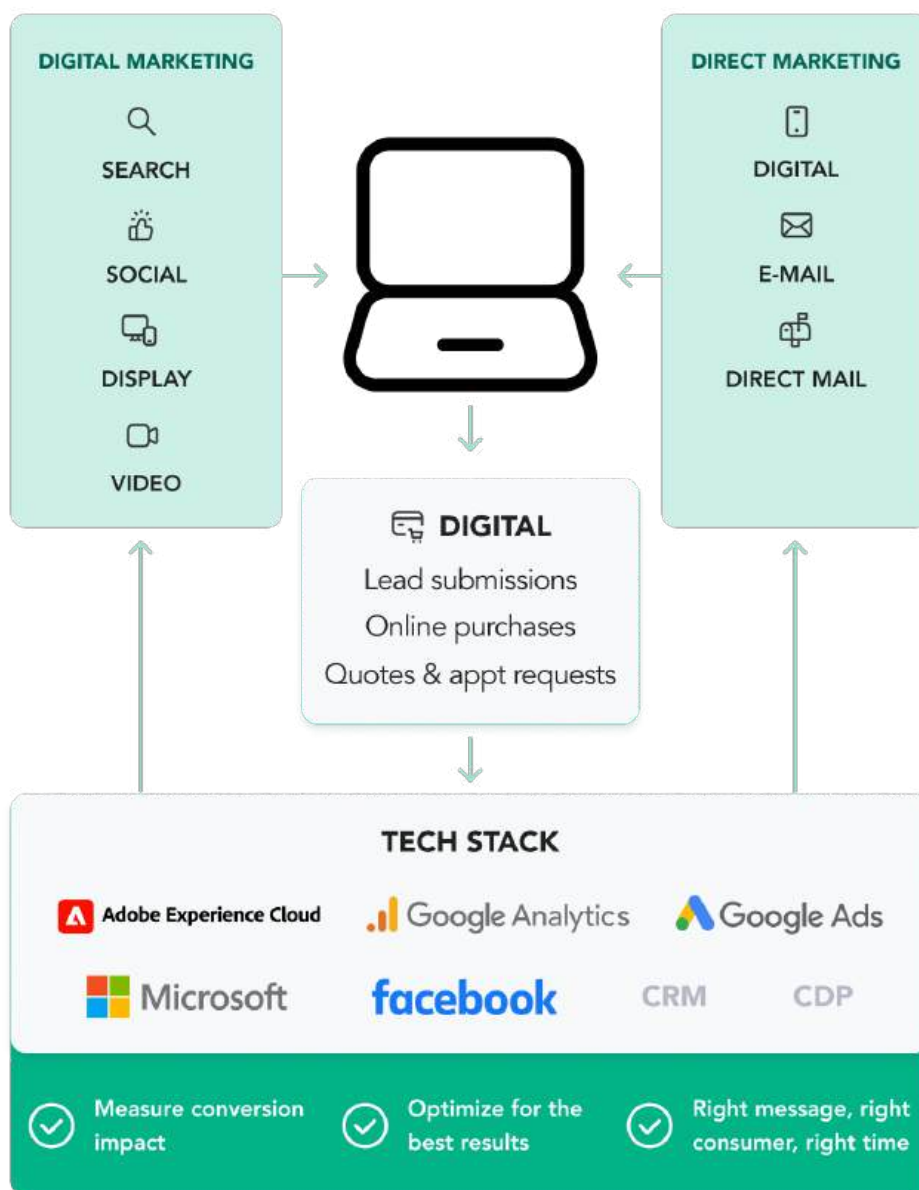 DIGITAL MARKETING
SEARCH
SOCIAL
DISPLAY
VIDEO
DIRECT MARKETING
DIGITAL
E-MAIL
DIRECT MAIL
DIGITAL
Lead submissions
Online purchases
Quotes & appt requests
TECH STACK
Adobe Experience Cloud
Google Analytics
Google Ads
Microsoft
facebook
CRM
CDP
Measure conversion
impact
Optimize for the
best results
Right message, right
consumer, right time